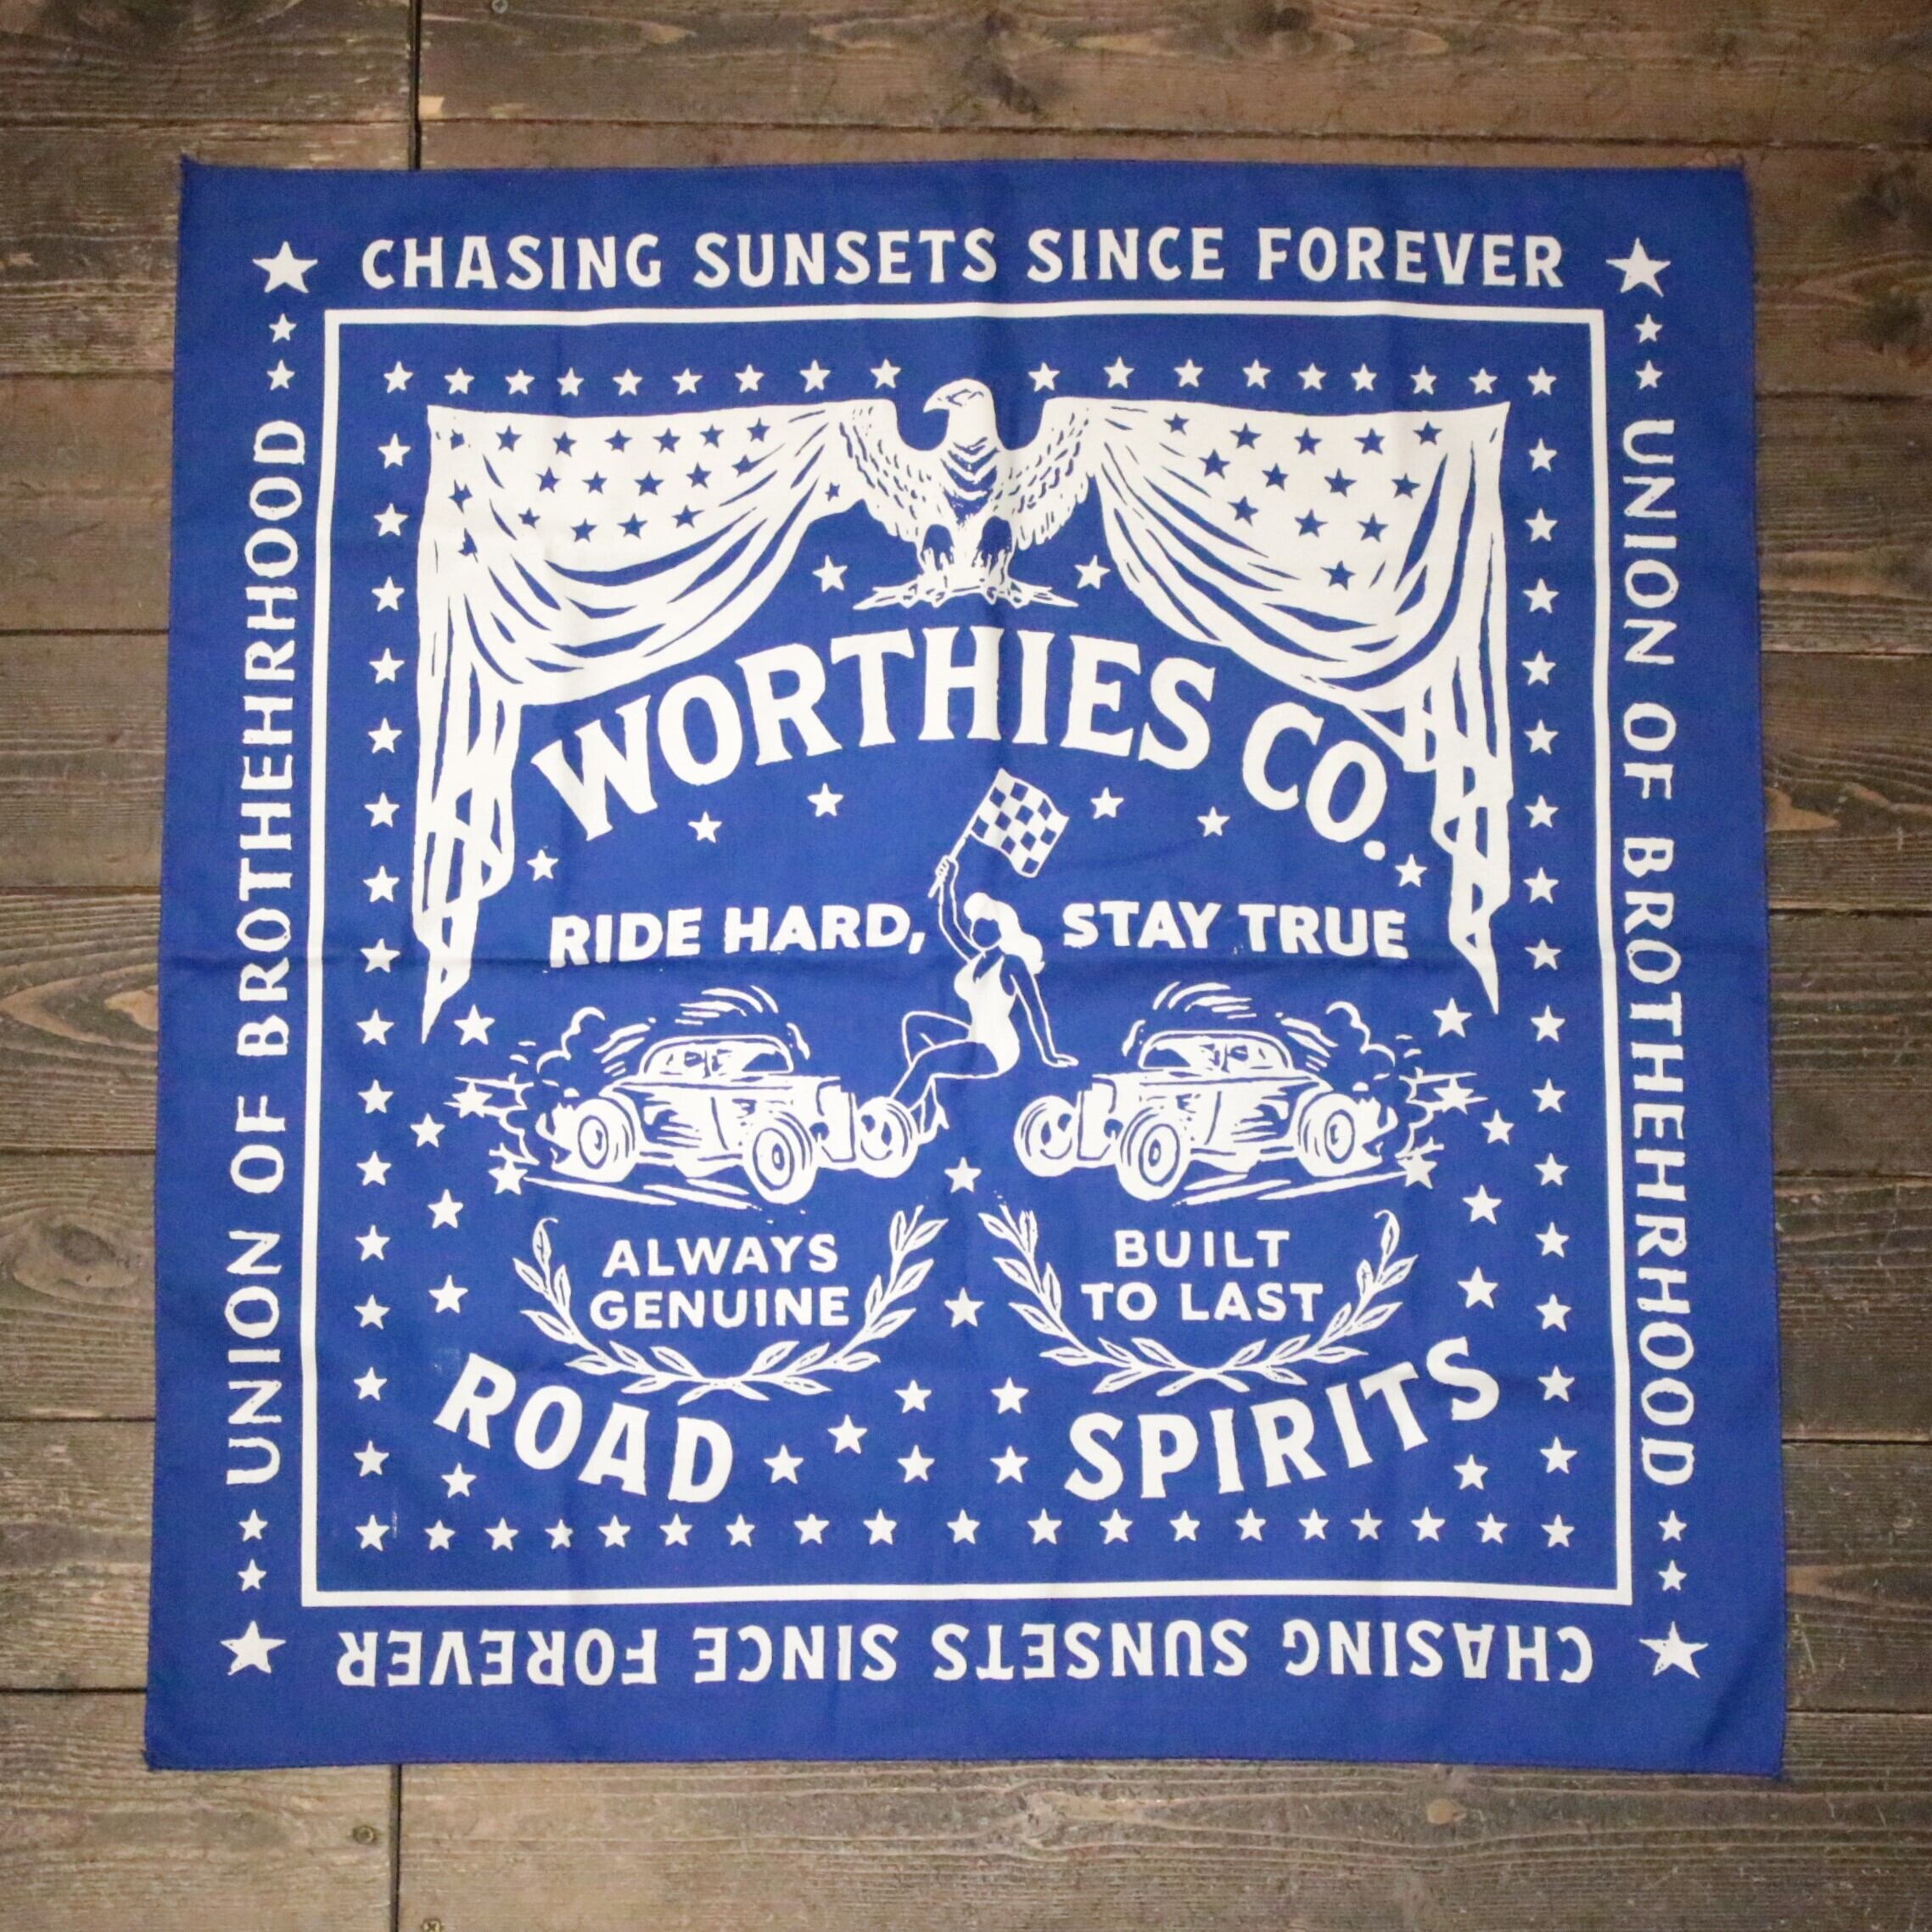 CHASING SUNSETS SINCE FOREVER
UNION OF BROTHEHRHOOD
UNION OF BROTHEHRHOOD
WORTHIES CO.
RIDE HARD, STAY TRUE
ALWAYS
GENUINE
BUILT
TO LAST
ROAD SPIRITS
CHASING SUNSETS SINCE FOREVER